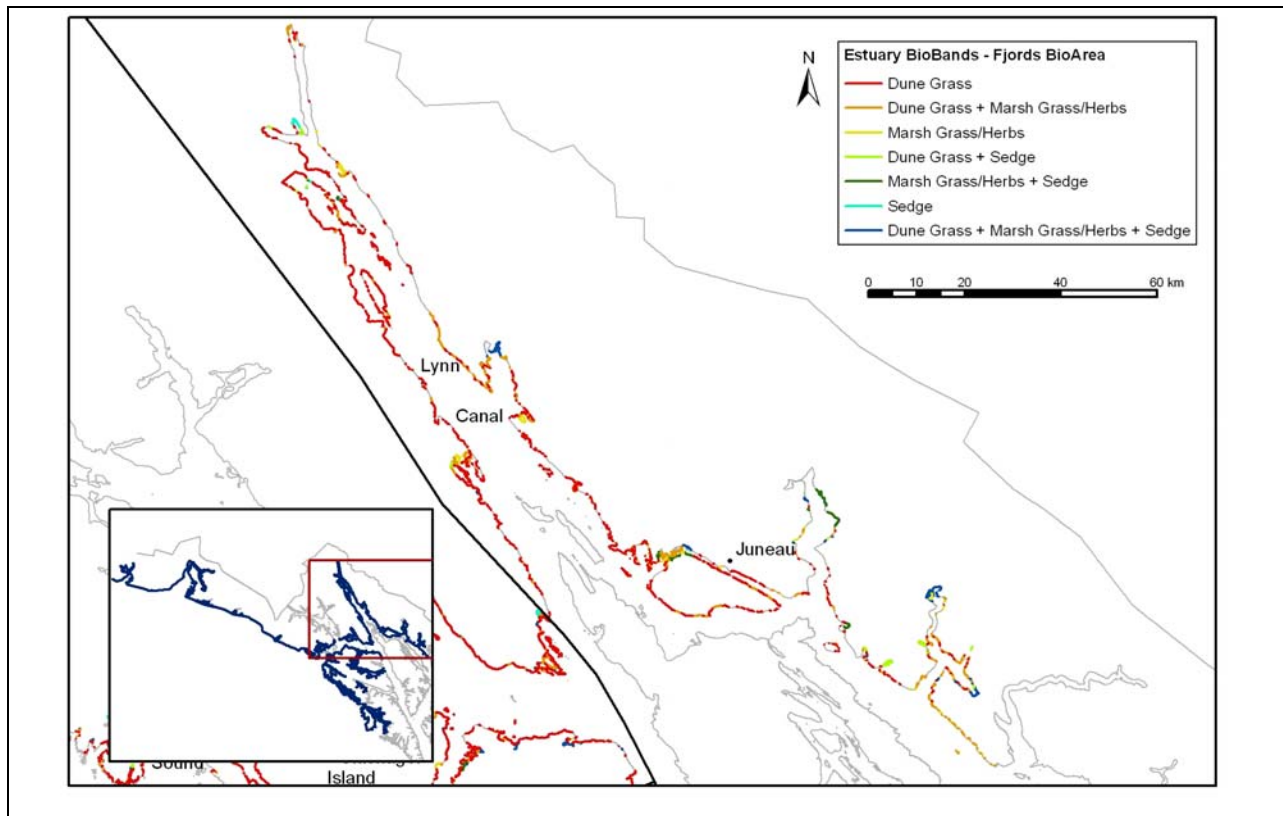 Estuary BioBands - Fjords BioArea
Dune Grass
Dune Grass + Marsh Grass/Herbs
Marsh Grass/Herbs
Dune Grass + Sedge
Marsh Grass/Herbs + Sedge
Sedge
Dune Grass + Marsh Grass/Herbs + Sedge
N
0 10 20 40 60 km
Lynn
Canal
Juneau
Sound
Island